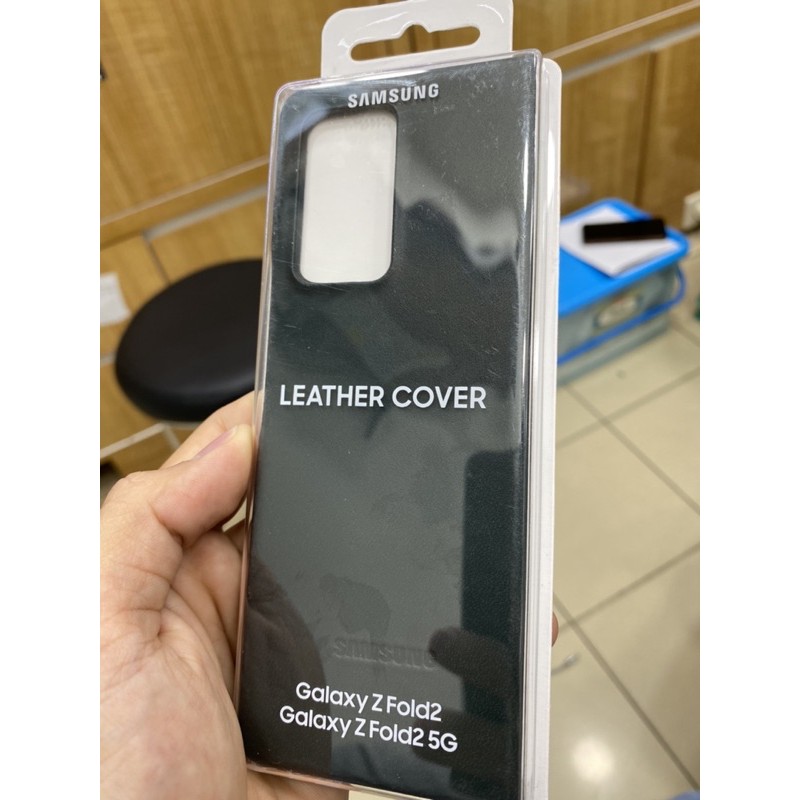 SAMSUNG
LEATHER COVER
SAMSUNG
Galaxy Z Fold2
Galaxy Z Fold2 5G